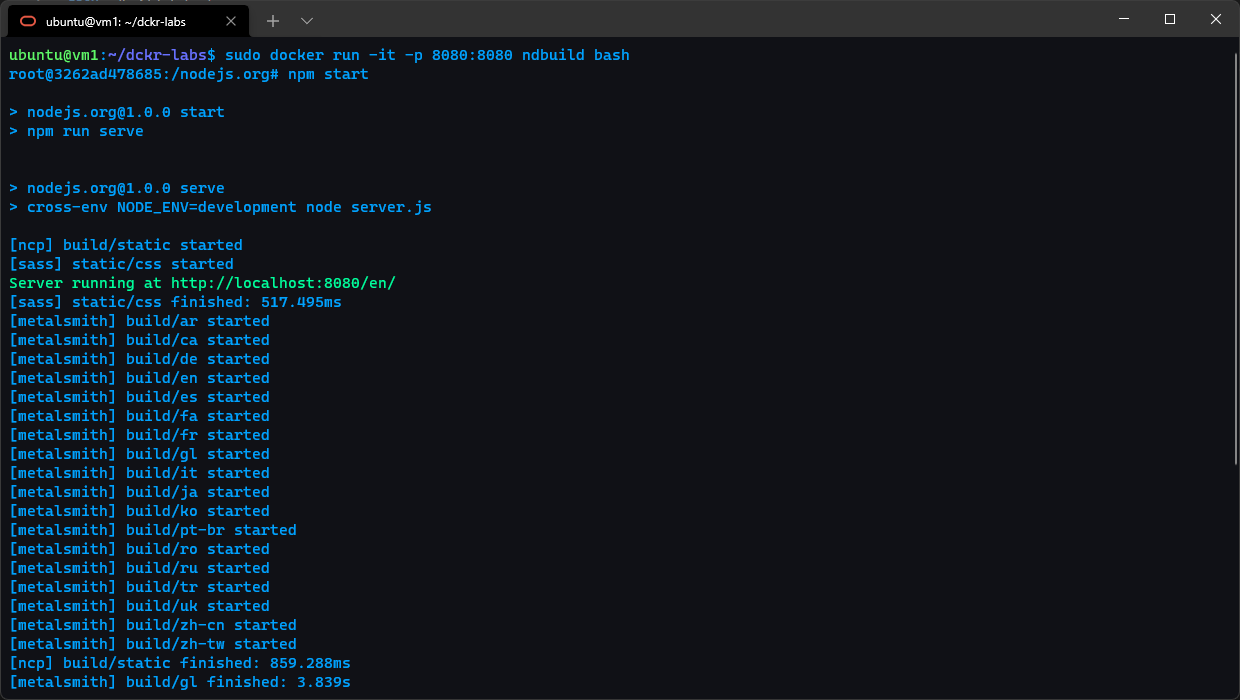 ubuntu@vm1: ~/dckr-labs
ubuntu@vm1:~/dckr-labs$ sudo docker run -it -p 8080:8080 ndbuild bash
root@3262ad478685:/nodejs.org# npm start
> nodejs.org@1.0.0 start
> npm run serve
> nodejs.org@1.0.0 serve
> cross-env NODE_ENV=development node server.js
[ncp] build/static started
[sass] static/css started
Server running at http://localhost:8080/en/
[sass] static/css finished: 517.495ms
[metalsmith] build/ar started
[metalsmith] build/ca started
[metalsmith] build/de started
[metalsmith] build/en started
[metalsmith] build/es started
[metalsmith] build/fa started
[metalsmith] build/fr started
[metalsmith] build/gl started
[metalsmith] build/it started
[metalsmith] build/ja started
[metalsmith] build/ko started
[metalsmith] build/pt-br started
[metalsmith] build/ro started
[metalsmith] build/ru started
[metalsmith] build/tr started
[metalsmith] build/uk started
[metalsmith] build/zh-cn started
[metalsmith] build/zh-tw started
[ncp] build/static finished: 859.288ms
[metalsmith] build/gl finished: 3.839s